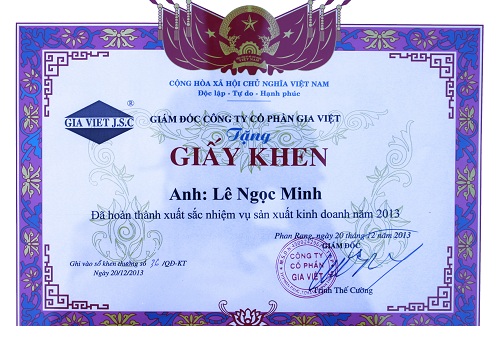 CỘNG HÒA XÃ HỘI CHỦ NGHĨA VIỆT NAM
Độc lập - Tự do - Hạnh phúc
GIA VIET J.S.C
®
GIÁM ĐỐC CÔNG TY CỔ PHẦN GIA VIỆT
Tặng
GIẤY KHEN
Anh: Lê Ngọc Minh
Đã hoàn thành xuất sắc nhiệm vụ sản xuất kinh doanh năm 2013
Phan Rang, ngày 20 tháng 12 năm 2013
GIÁM ĐỐC
Ghi vào sổ khen thưởng số /QĐ-KT
Ngày 20/12/2013
CÔNG TY
CỔ PHẦN
GIA VIỆT
Trịnh Thế Cường